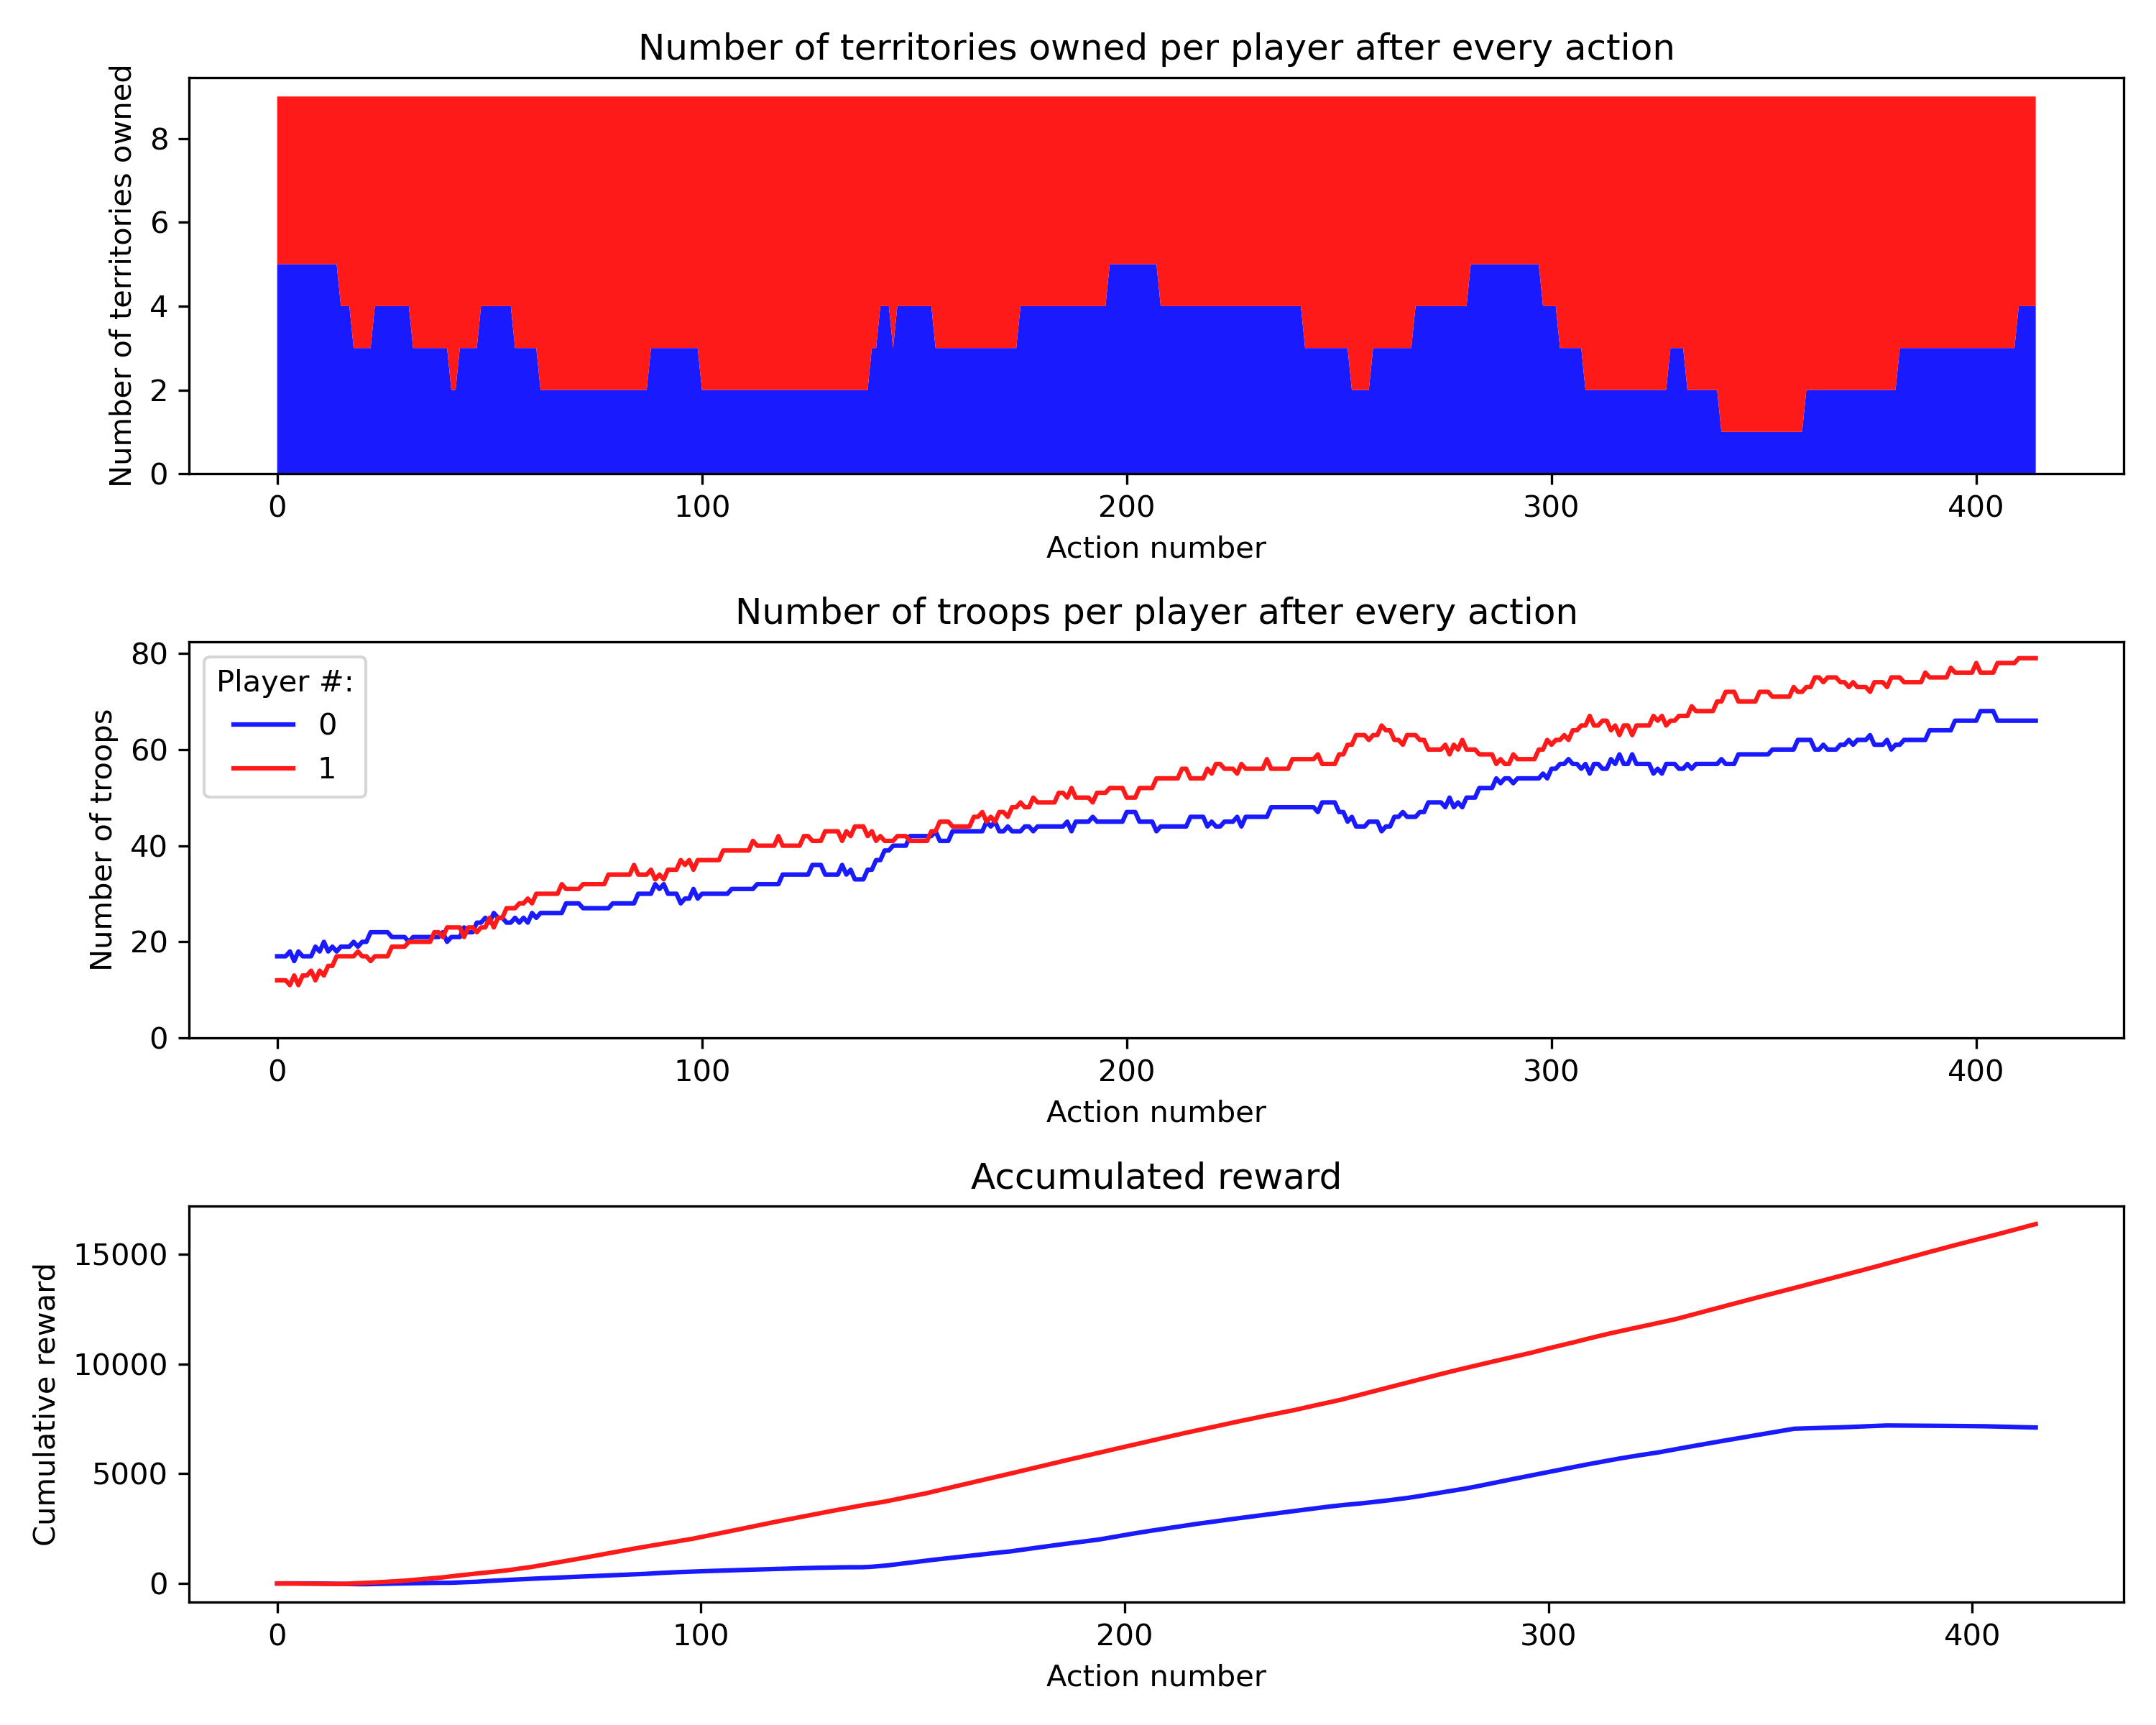 Number of territories owned per player after every action
Number of territories owned
8
6
4
2
0
0 100 200 300 400
Action number
Number of troops per player after every action
Number of troops
80
60
40
20
0
Player #:
0
1
0 100 200 300 400
Action number
Accumulated reward
Cumulative reward
15000
10000
5000
0
0 100 200 300 400
Action number